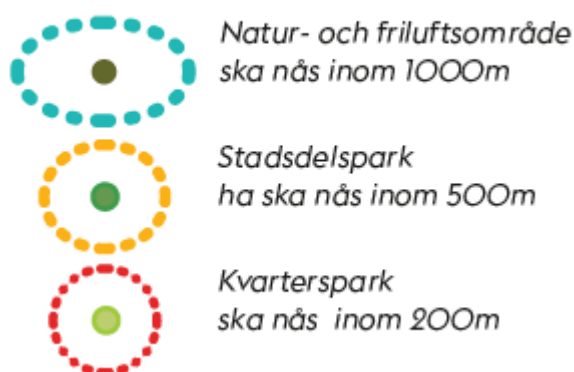 Natur- och friluftsområde
ska nås inom 1000m
Stadsdelspark
ha ska nås inom 500m
Kvarterspark
ska nås  inom 200m